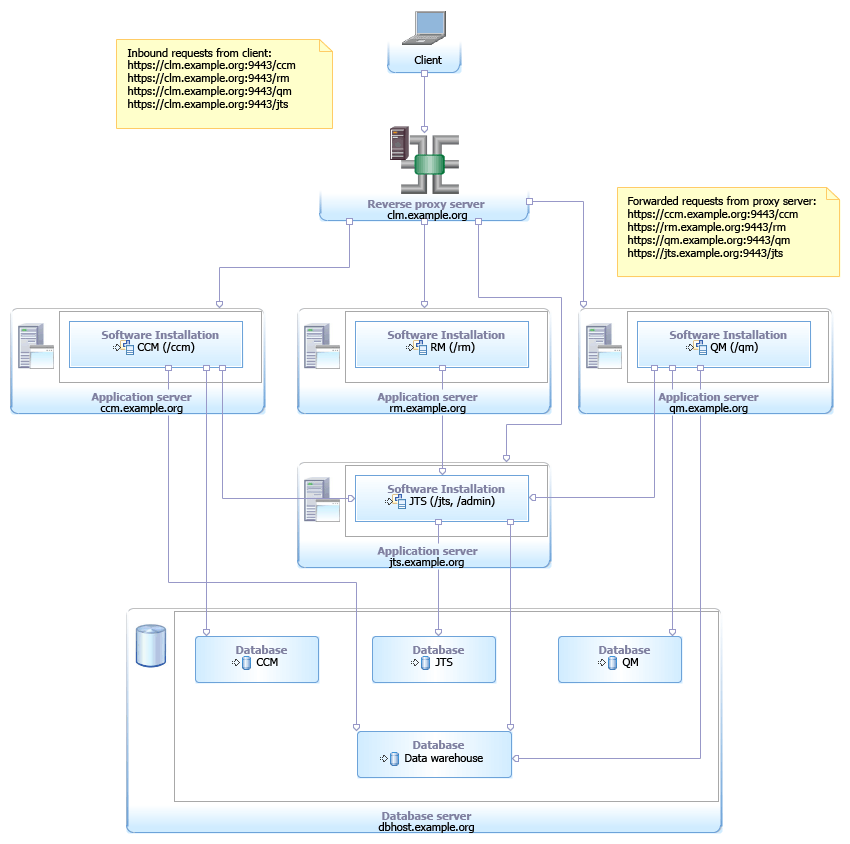 Client
Inbound requests from client:
https://clm.example.org:9443/ccm
https://clm.example.org:9443/rm
https://clm.example.org:9443/qm
https://clm.example.org:9443/jts
Reverse proxy server
clm.example.org
Forwarded requests from proxy server:
https://ccm.example.org:9443/ccm
https://rm.example.org:9443/rm
https://qm.example.org:9443/qm
https://jts.example.org:9443/jts
Software Installation
CCM (/ccm)
Application server
ccm.example.org
Software Installation
RM (/rm)
Application server
rm.example.org
Software Installation
QM (/qm)
Application server
qm.example.org
Software Installation
JTS (/jts, /admin)
Application server
jts.example.org
Database
CCM
Database
JTS
Database
QM
Database
Data warehouse
Database server
dbhost.example.org